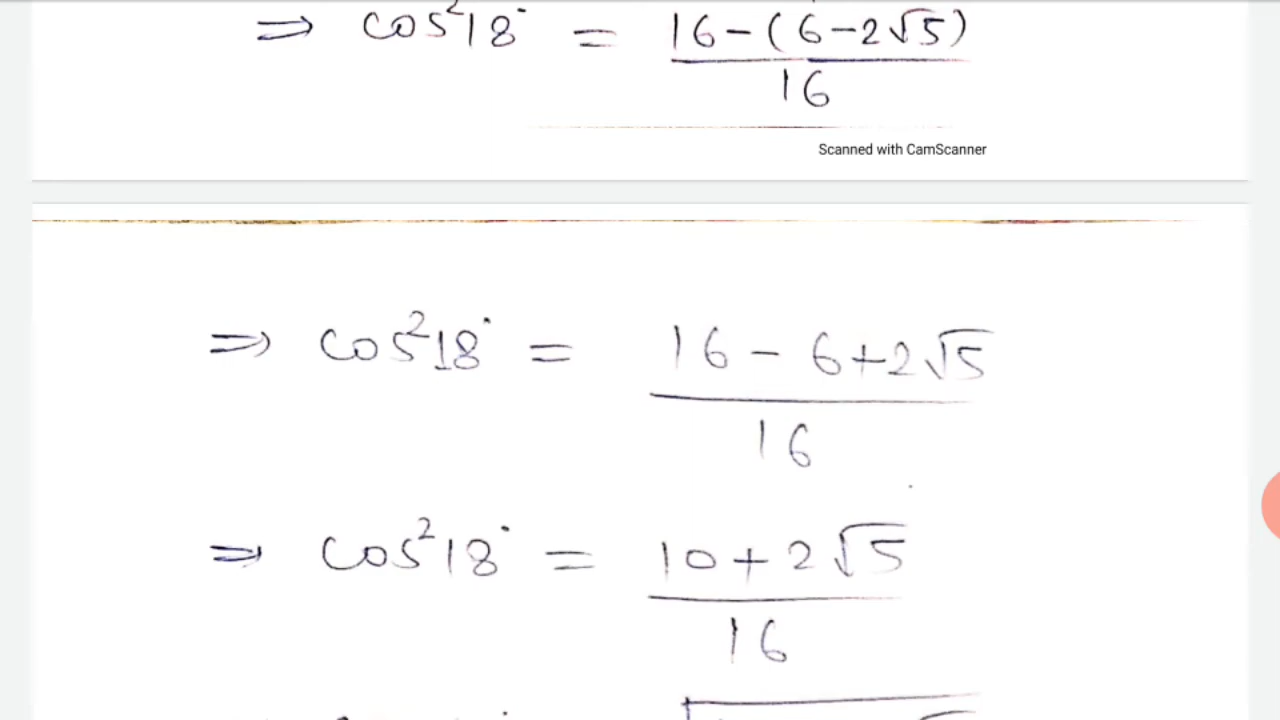 ⇒ cos²18° = 16-(6-2√5)
16
Scanned with CamScanner
⇒ cos²18° = 16-6+2√5
16
⇒ cos²18° = 10+2√5
16